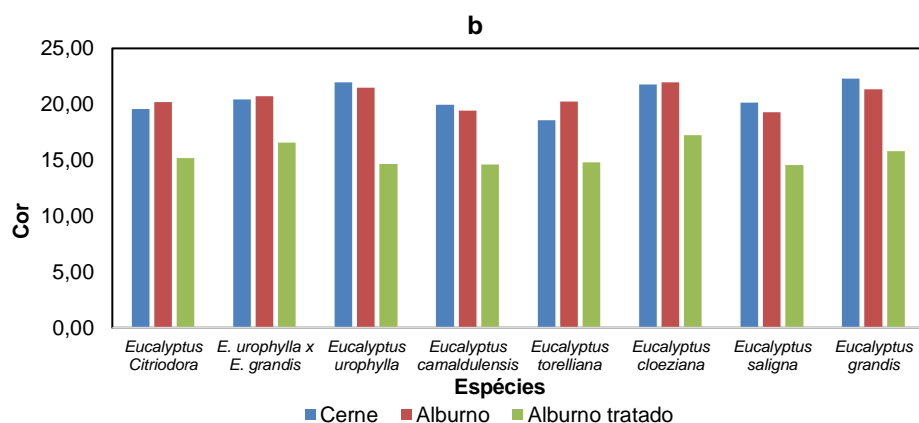 b
25,00
20,00
15,00
10,00
5,00
0,00
Cor
Eucalyptus Citriodora
E. urophylla x E. grandis
Eucalyptus urophylla
Eucalyptus camaldulensis
Eucalyptus torelliana
Eucalyptus cloeziana
Eucalyptus saligna
Eucalyptus grandis
Espécies
Cerne Alburno Alburno tratado